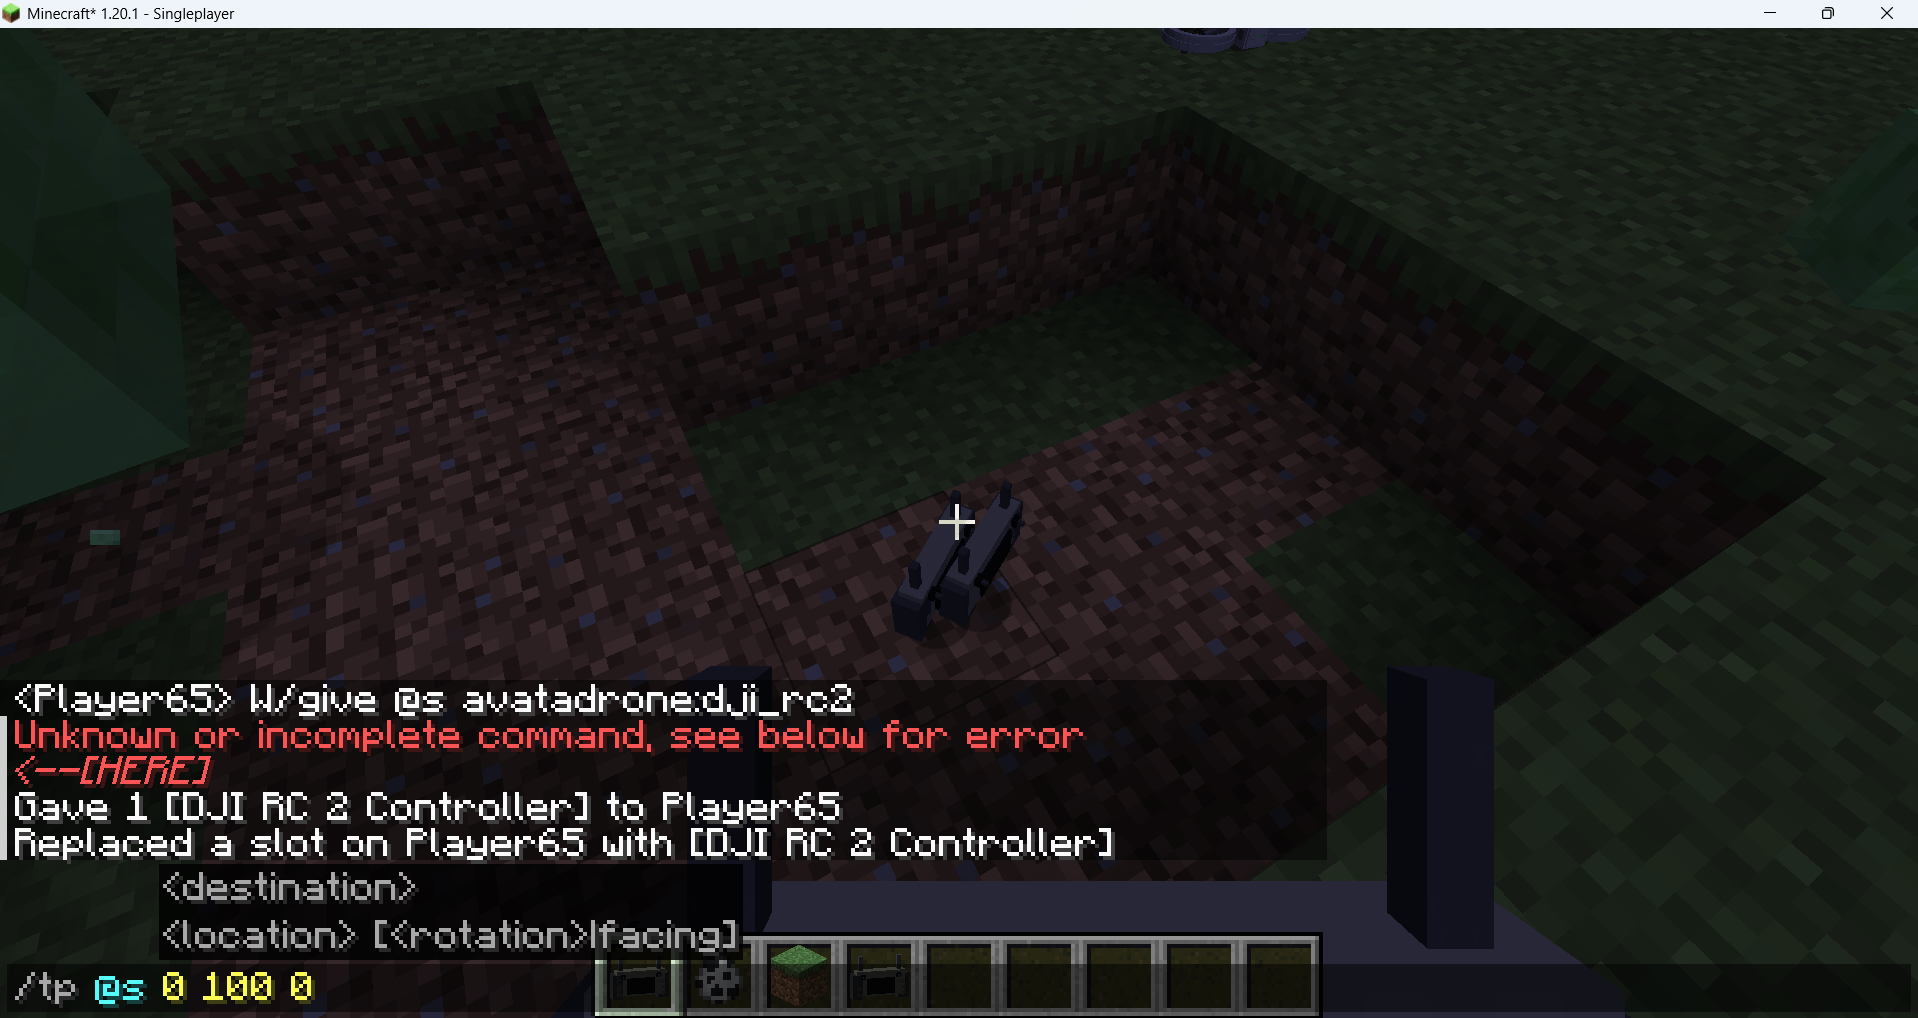 Minecraft* 1.20.1 - Singleplayer
<Player65> W/give @s avatadrone:dji_rc2
Unknown or incomplete command, see below for error
<--[HERE]
Gave 1 [DJI RC 2 Controller] to Player65
Replaced a slot on Player65 with [DJI RC 2 Controller]
<destination>
<location> [<rotation>|facing]
/tp @s 0 100 0